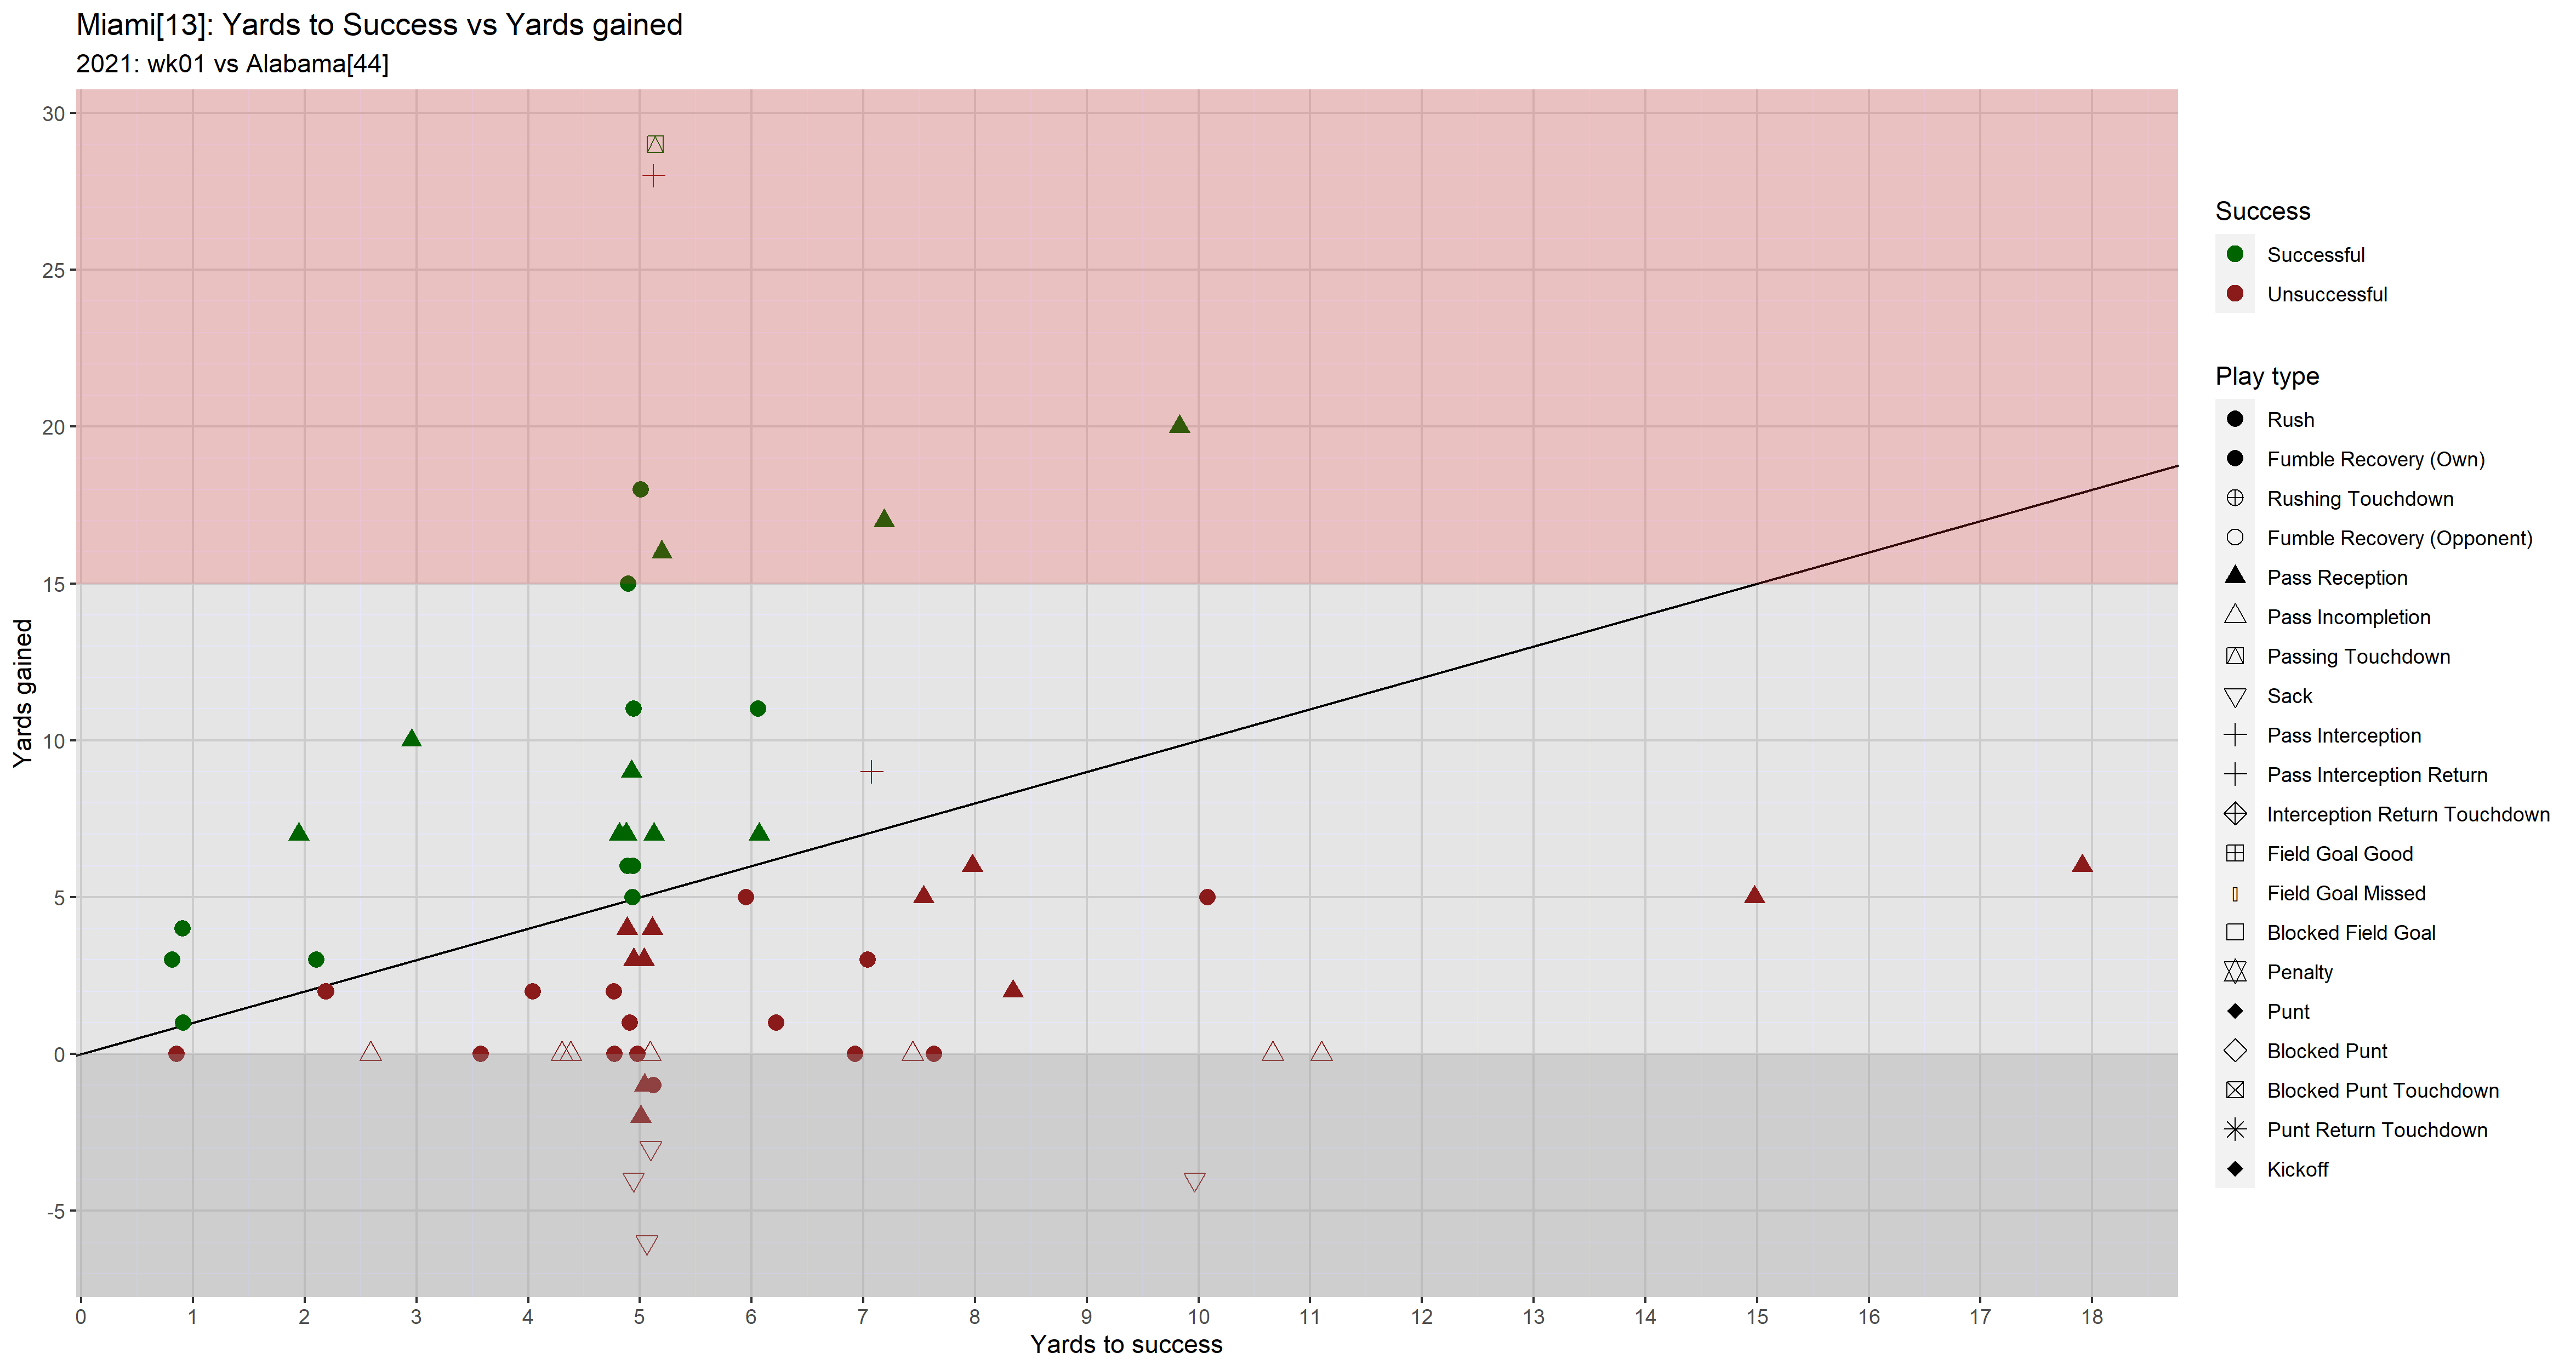 Miami[13]: Yards to Success vs Yards gained
2021: wk01 vs Alabama[44]
Yards gained
30
25
20
15
10
5
0
-5
0 1 2 3 4 5 6 7 8 9 10 11 12 13 14 15 16 17 18
Yards to success
Success
Successful
Unsuccessful
Play type
Rush
Fumble Recovery (Own)
Rushing Touchdown
Fumble Recovery (Opponent)
Pass Reception
Pass Incompletion
Passing Touchdown
Sack
Pass Interception
Pass Interception Return
Interception Return Touchdown
Field Goal Good
Field Goal Missed
Blocked Field Goal
Penalty
Punt
Blocked Punt
Blocked Punt Touchdown
Punt Return Touchdown
Kickoff